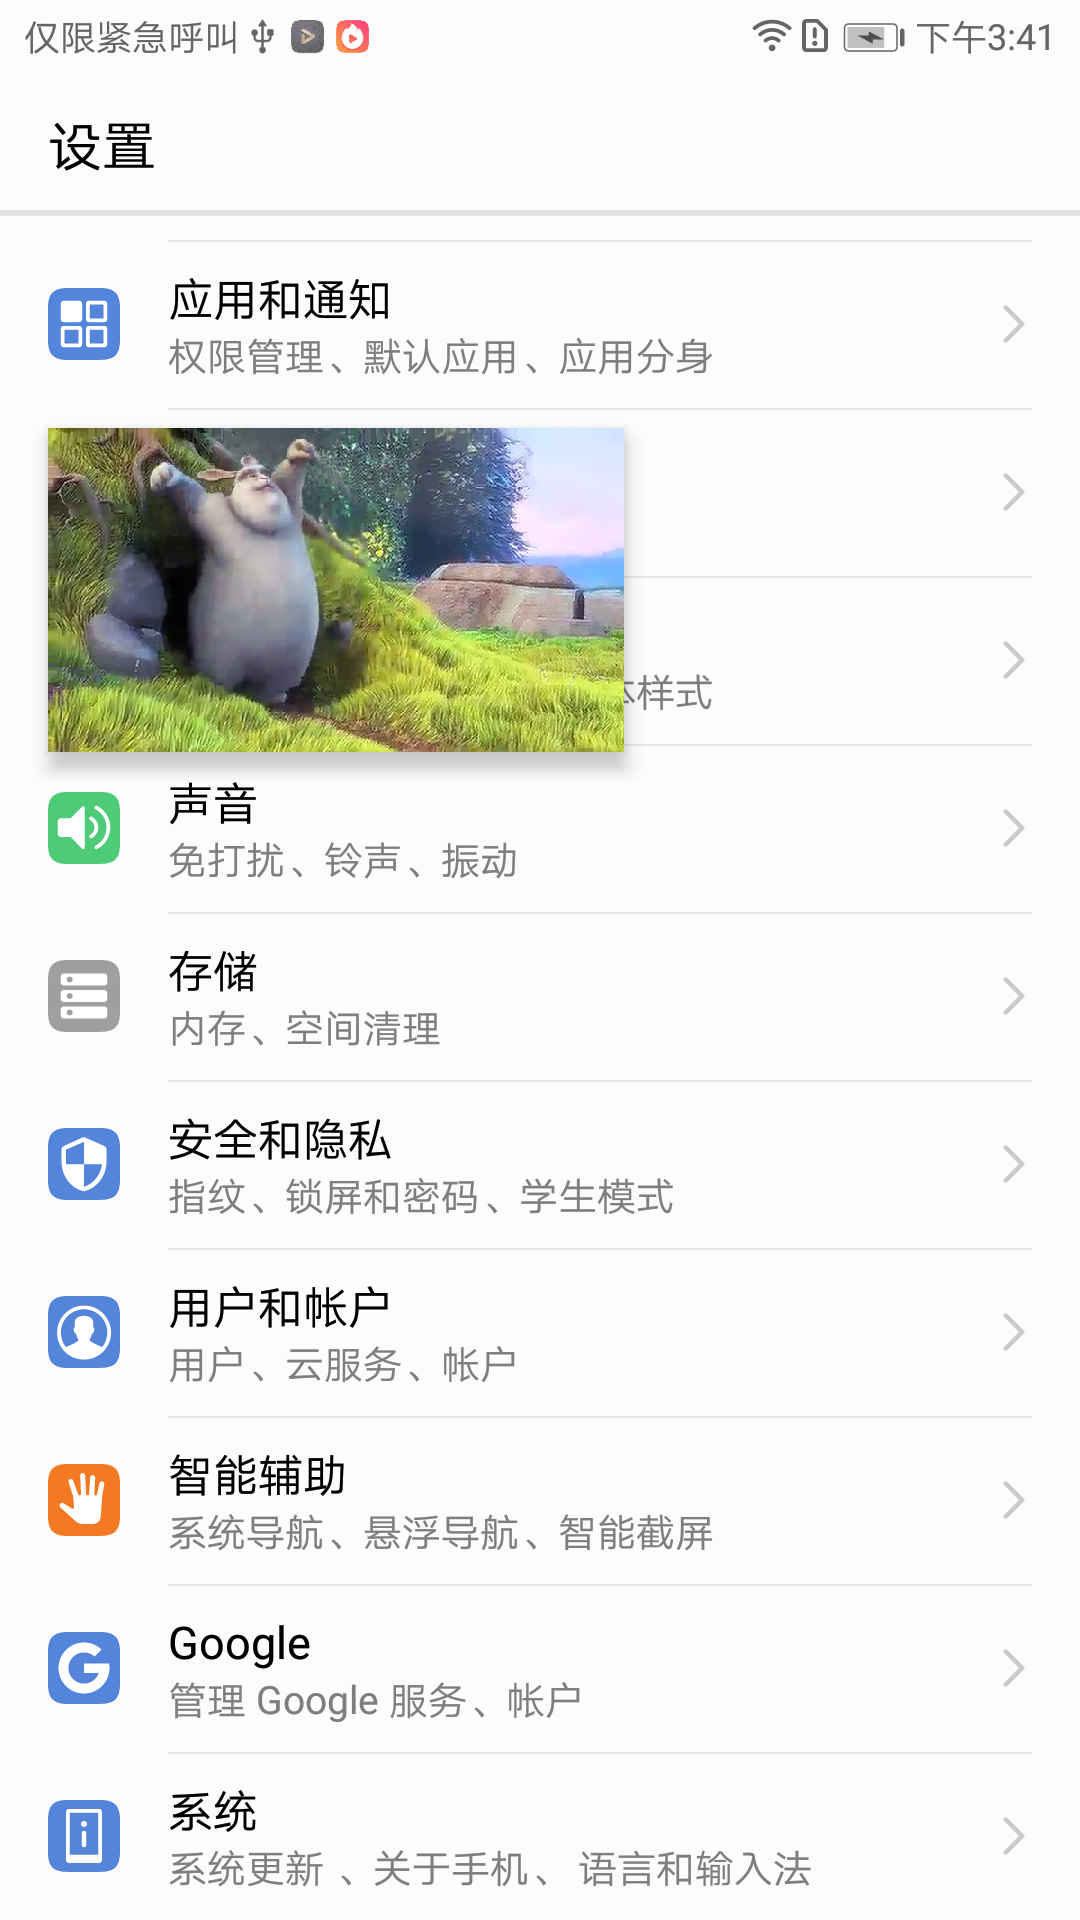 仅限紧急呼叫 下午3:41
设置
应用和通知
权限管理、默认应用、应用分身
样式
声音
免打扰、铃声、振动
存储
内存、空间清理
安全和隐私
指纹、锁屏和密码、学生模式
用户和帐户
用户、云服务、帐户
智能辅助
系统导航、悬浮导航、智能截屏
Google
管理 Google 服务、帐户
系统
系统更新 、关于手机、 语言和输入法